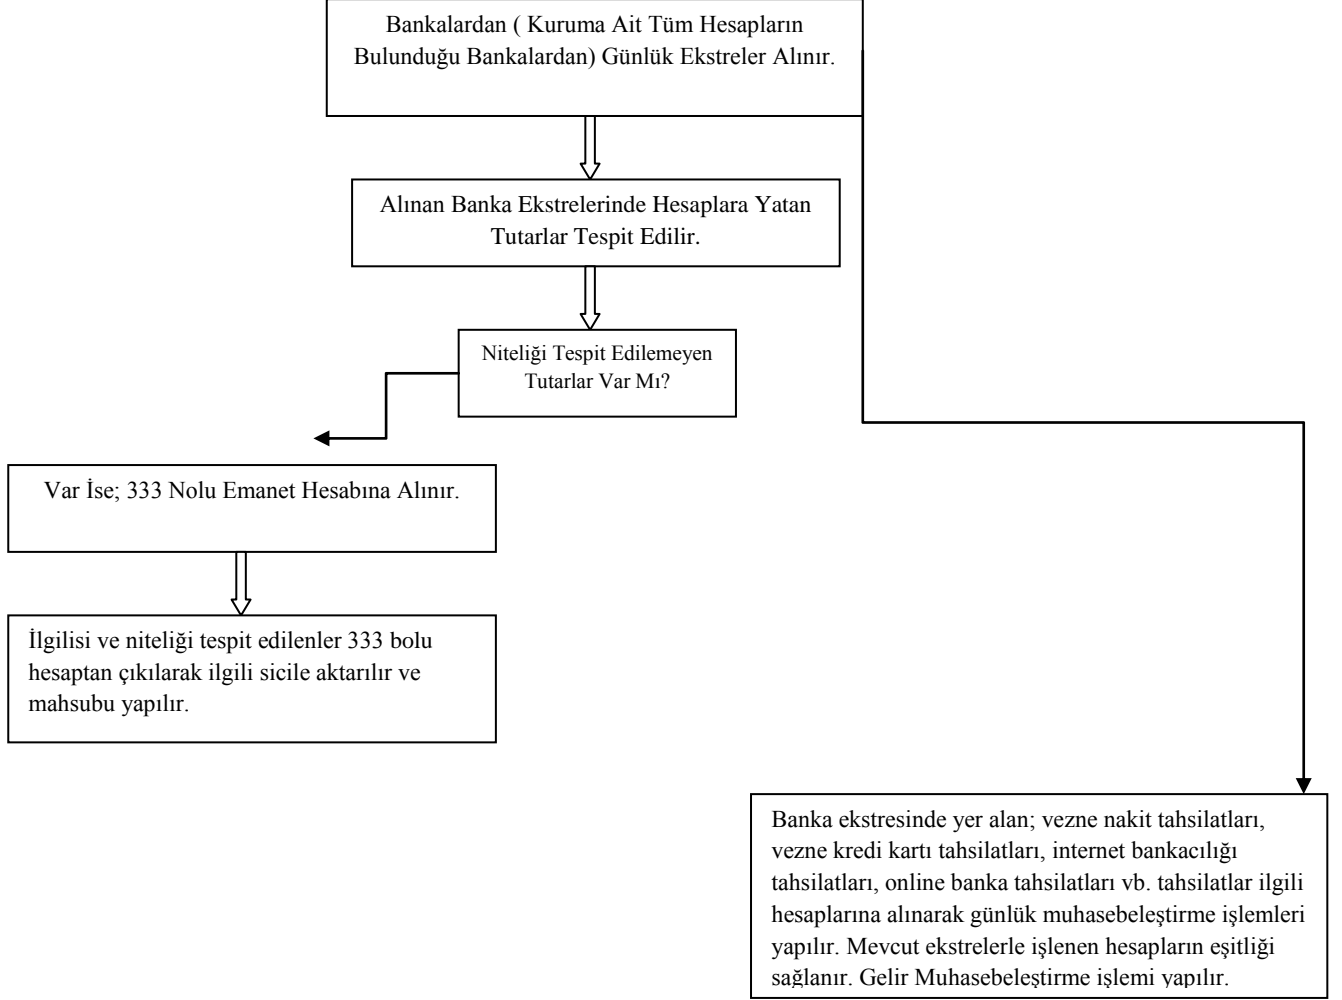 Bankalardan ( Kuruma Ait Tüm Hesapların
Bulunduğu Bankalardan) Günlük Ekstreler Alınır.
Alınan Banka Ekstrelerinde Hesaplara Yatan
Tutarlar Tespit Edilir.
Niteliği Tespit Edilemeyen
Tutarlar Var Mı?
Var İse; 333 Nolu Emanet Hesabına Alınır.
İlgilisi ve niteliği tespit edilenler 333 bolu
hesaptan çıkılarak ilgili sicile aktarılır ve
mahsubu yapılır.
Banka ekstresinde yer alan; vezne nakit tahsilatları,
vezne kredi kartı tahsilatları, internet bankacılığı
tahsilatları, online banka tahsilatları vb. tahsilatlar ilgili
hesaplarına alınarak günlük muhasebeleştirme işlemleri
yapılır. Mevcut ekstrelerle işlenen hesapların eşitliği
sağlanır. Gelir Muhasebeleştirme işlemi yapılır.